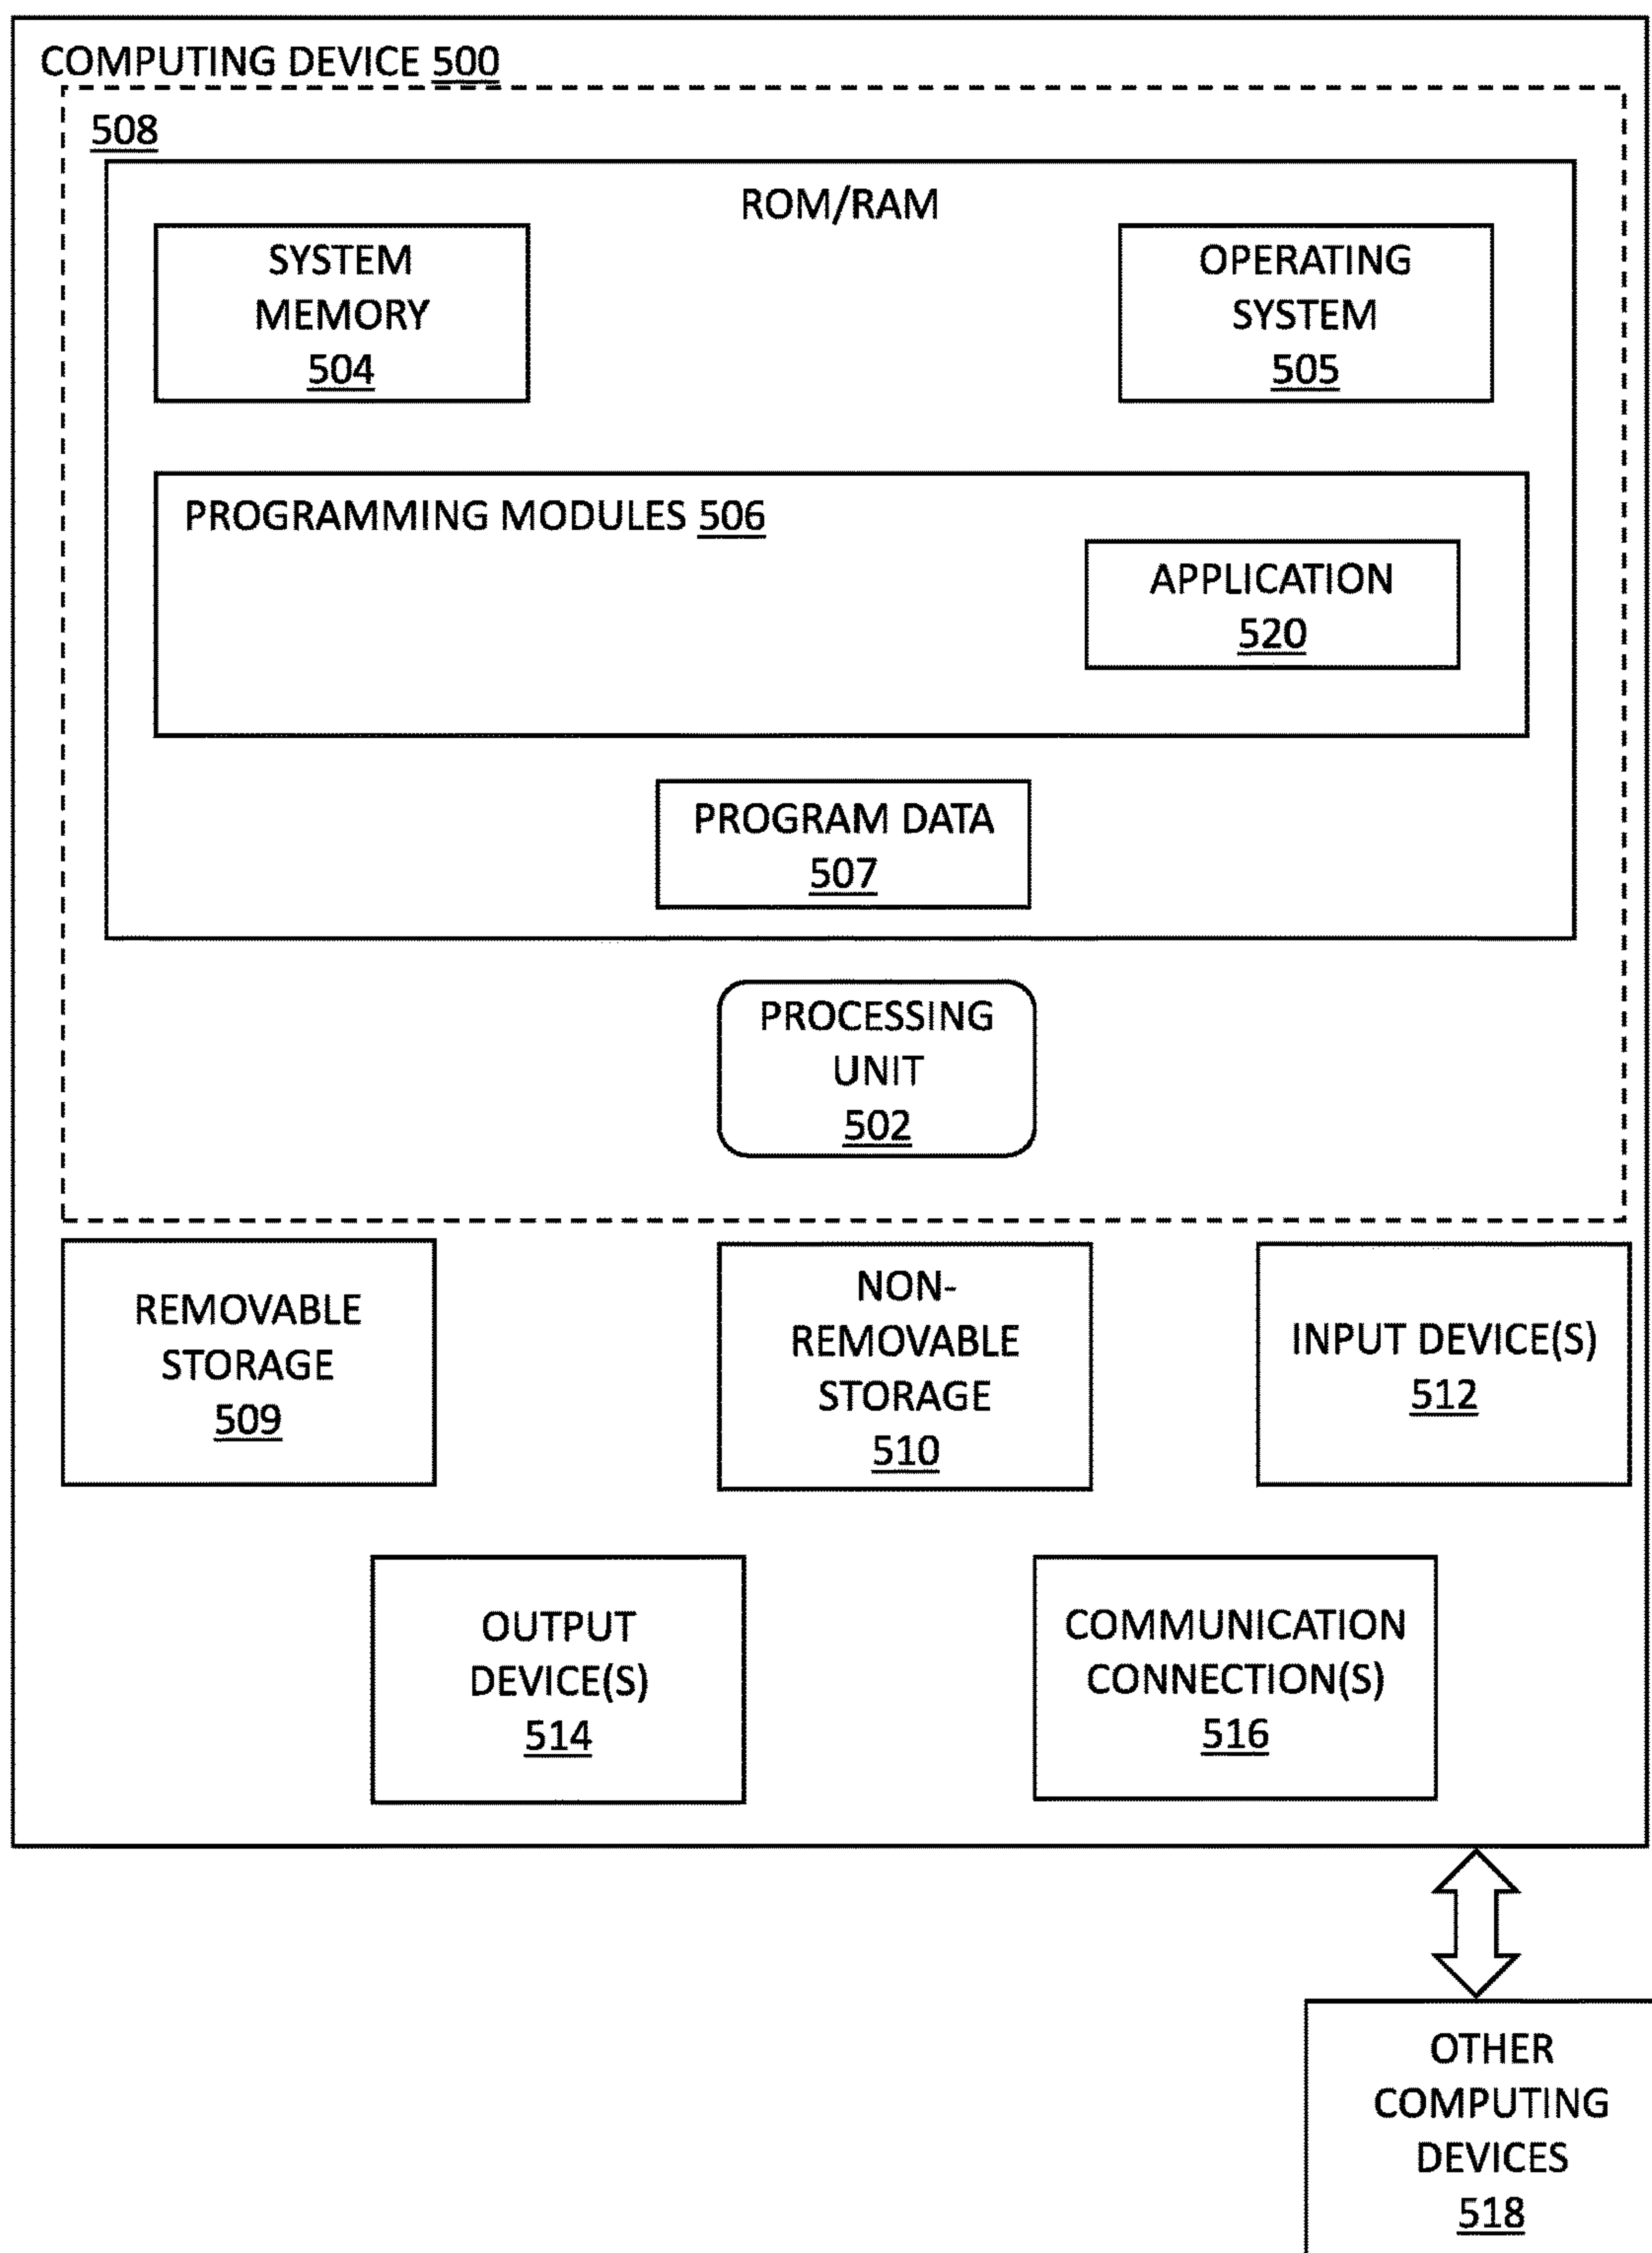 COMPUTING DEVICE 500
508
ROM/RAM
SYSTEM
MEMORY
504
OPERATING
SYSTEM
505
PROGRAMMING MODULES 506
APPLICATION
520
PROGRAM DATA
507
PROCESSING
UNIT
502
REMOVABLE
STORAGE
509
NON-
REMOVABLE
STORAGE
510
INPUT DEVICE(S)
512
OUTPUT
DEVICE(S)
514
COMMUNICATION
CONNECTION(S)
516
OTHER
COMPUTING
DEVICES
518